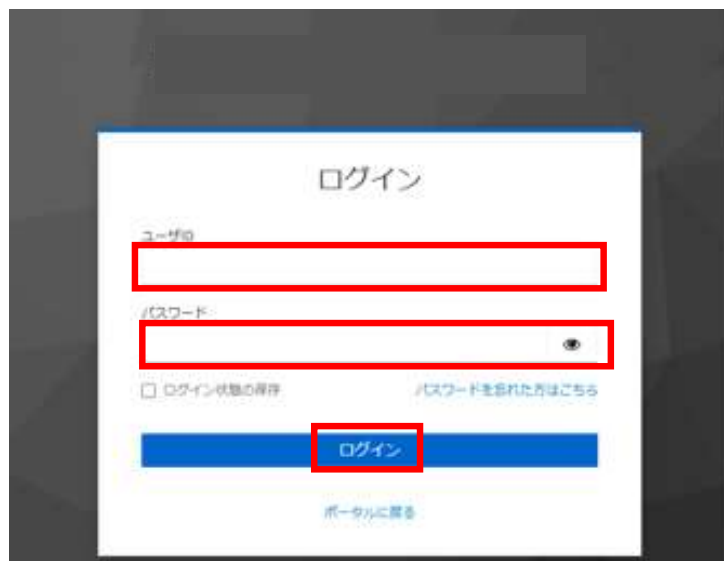 ログイン
ユーザID
パスワード
ログイン状態の保存 パスワードを忘れた方はこちら
ログイン
ポータルに戻る